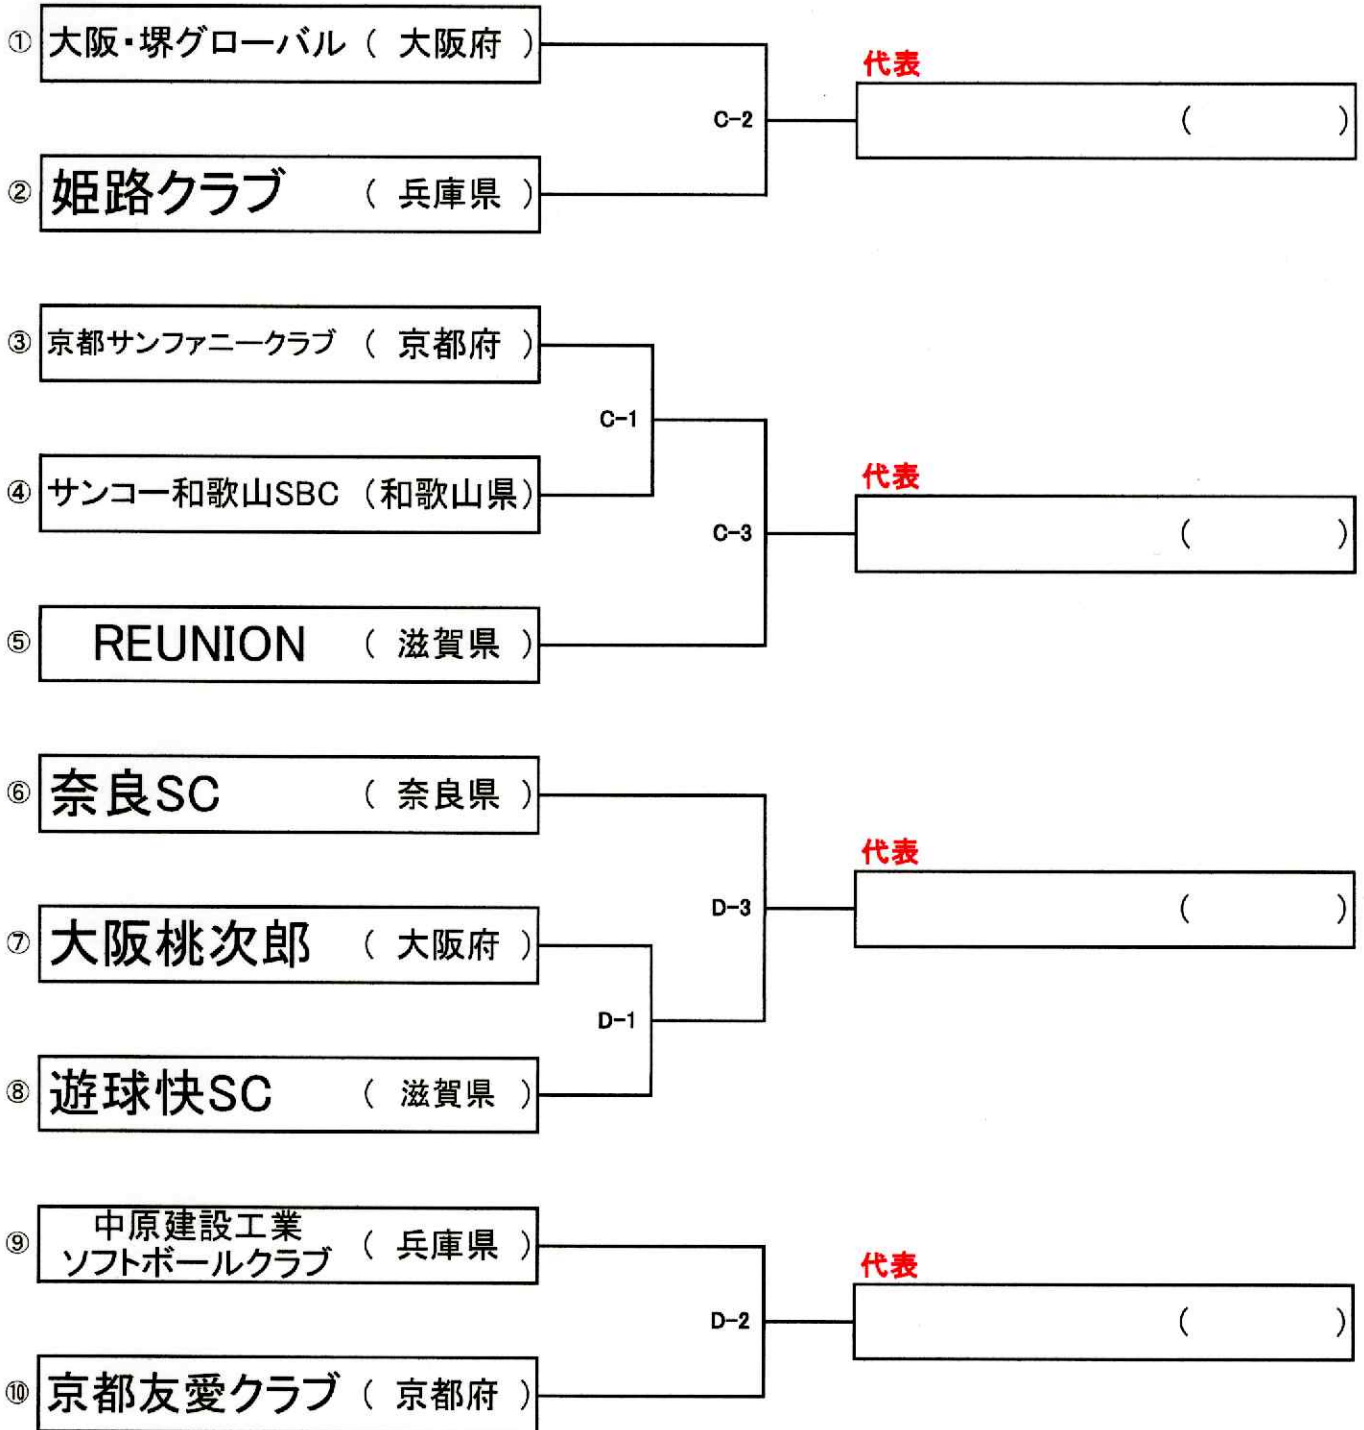 ① 大阪・堺グローバル ( 大阪府 )
代表
C-2
( )
② 姫路クラブ ( 兵庫県 )
③ 京都サンファニークラブ ( 京都府 )
C-1
④ サンコー和歌山SBC (和歌山県)
代表
C-3
( )
⑤ REUNION ( 滋賀県 )
⑥ 奈良SC ( 奈良県 )
代表
D-3
( )
⑦ 大阪桃次郎 ( 大阪府 )
D-1
⑧ 遊球快SC ( 滋賀県 )
⑨ 中原建設工業
ソフトボールクラブ ( 兵庫県 )
代表
D-2
( )
⑩ 京都友愛クラブ ( 京都府 )